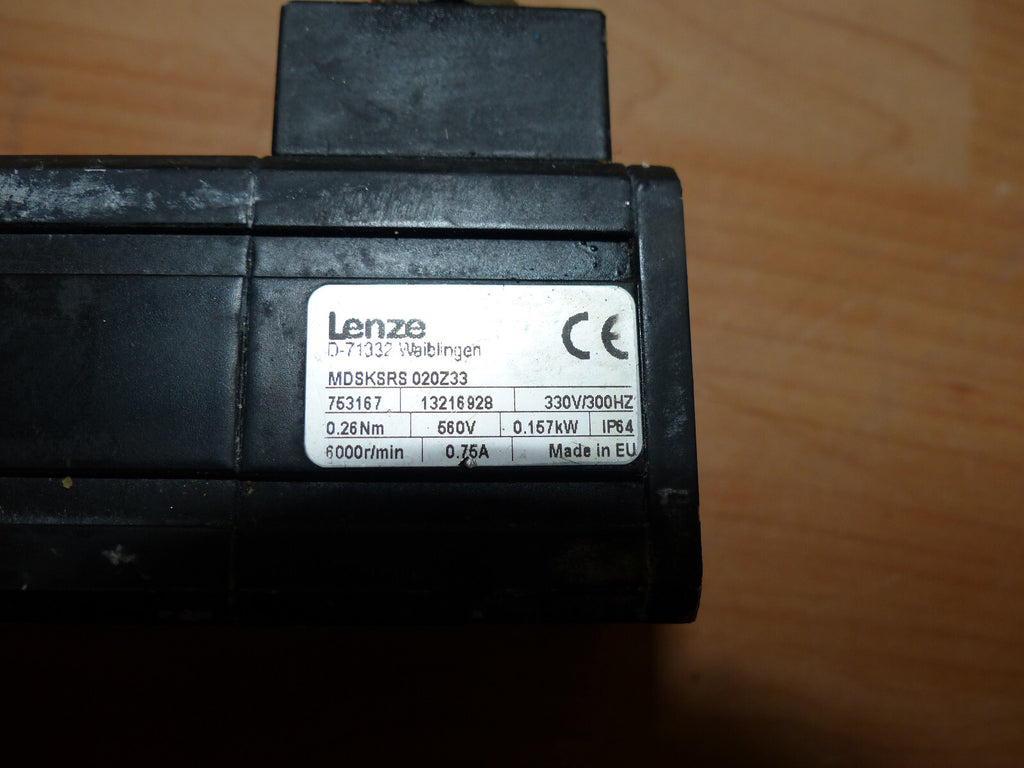 Lenze
CE
D-71332 Waiblingen
MDSKSRS 020Z33
753167 13216928 330V/300HZ
0.26Nm 560V 0.157kW IP64
6000r/min 0.75A Made in EU